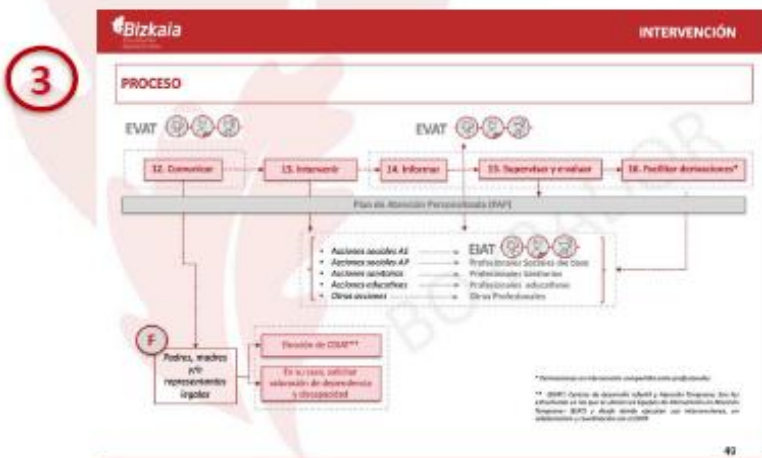 Bizkaia
INTERVENCIÓN
3
PROCESO
EVAT
EVAT
12. Comunicar
13. Intervenir
14. Informar
15. Supervisar y evaluar
16. Facilitar derivaciones*
Plan de Atención Personalizada (PAP)
• Acciones sociales AS
• Acciones sociales AP
• Acciones sanitarias
• Acciones educativas
• Otras acciones
EIAT
Profesionales Sociales de base
Profesionales Sanitarios
Profesionales educativos
Otros Profesionales
F
Padres, madres
y/o
representantes
legales
Elección de CDIAT**
En su caso, solicitar
valoración de dependencia
y discapacidad
BORRADOR